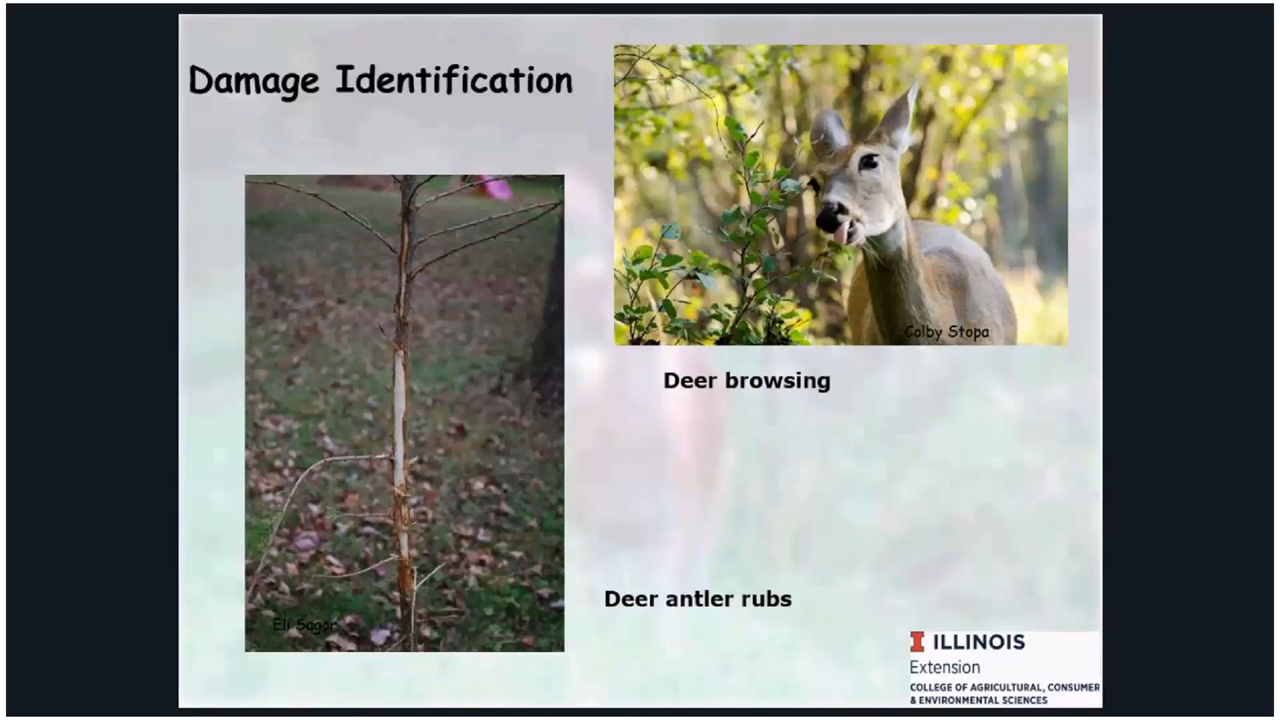 Damage Identification
Colby Stopa
Deer browsing
Deer antler rubs
Eli Sagor
I ILLINOIS
Extension
COLLEGE OF AGRICULTURAL, CONSUMER
& ENVIRONMENTAL SCIENCES